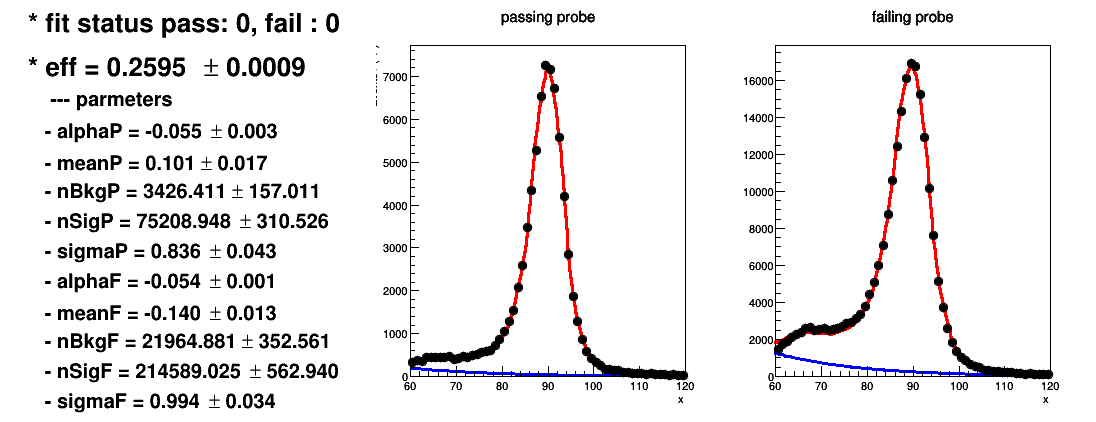 * fit status pass: 0, fail : 0
* eff = 0.2595 ± 0.0009
--- parmeters
- alphaP = -0.055 ± 0.003
- meanP = 0.101 ± 0.017
- nBkgP = 3426.411 ± 157.011
- nSigP = 75208.948 ± 310.526
- sigmaP = 0.836 ± 0.043
- alphaF = -0.054 ± 0.001
- meanF = -0.140 ± 0.013
- nBkgF = 21964.881 ± 352.561
- nSigF = 214589.025 ± 562.940
- sigmaF = 0.994 ± 0.034
passing probe
7000
6000
5000
4000
3000
2000
1000
0
60 70 80 90 100 110 120
x
failing probe
16000
14000
12000
10000
8000
6000
4000
2000
0
60 70 80 90 100 110 120
x